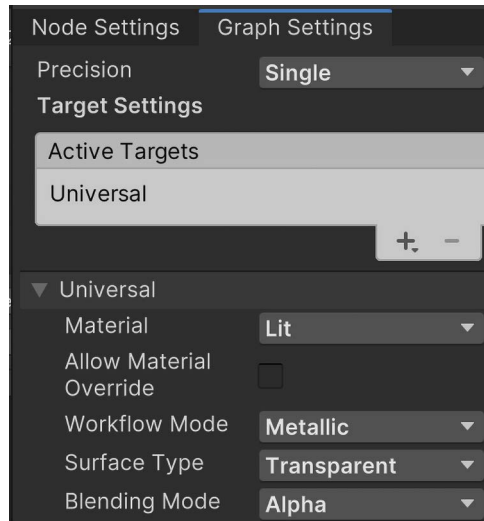 Node Settings Graph Settings
Precision Single
Target Settings
Active Targets
Universal
Universal
Material Lit
Allow Material
Override
Workflow Mode Metallic
Surface Type Transparent
Blending Mode Alpha